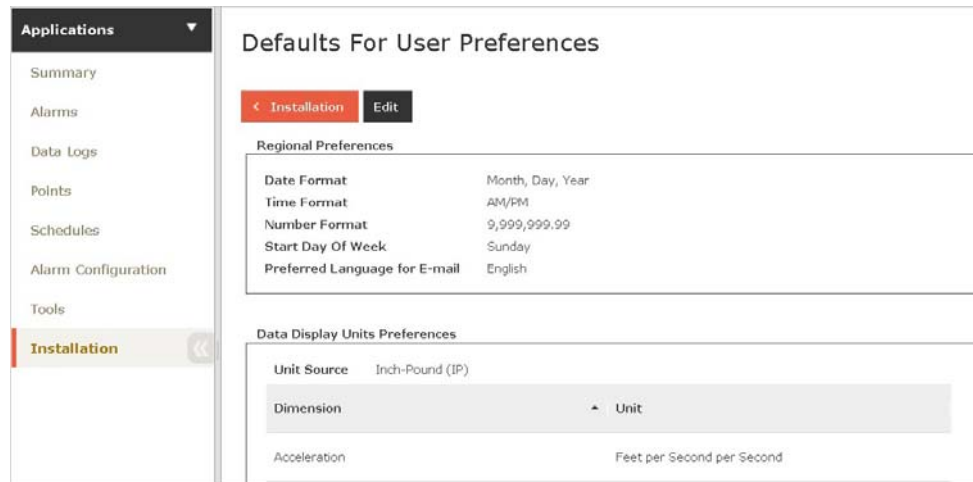 Applications
Summary
Alarms
Data Logs
Points
Schedules
Alarm Configuration
Tools
Installation
Defaults For User Preferences
< Installation Edit
Regional Preferences
Date Format Month, Day, Year
Time Format AM/PM
Number Format 9,999,999.99
Start Day Of Week Sunday
Preferred Language for E-mail English
Data Display Units Preferences
Unit Source Inch-Pound (IP)
Dimension Unit
Acceleration Feet per Second per Second